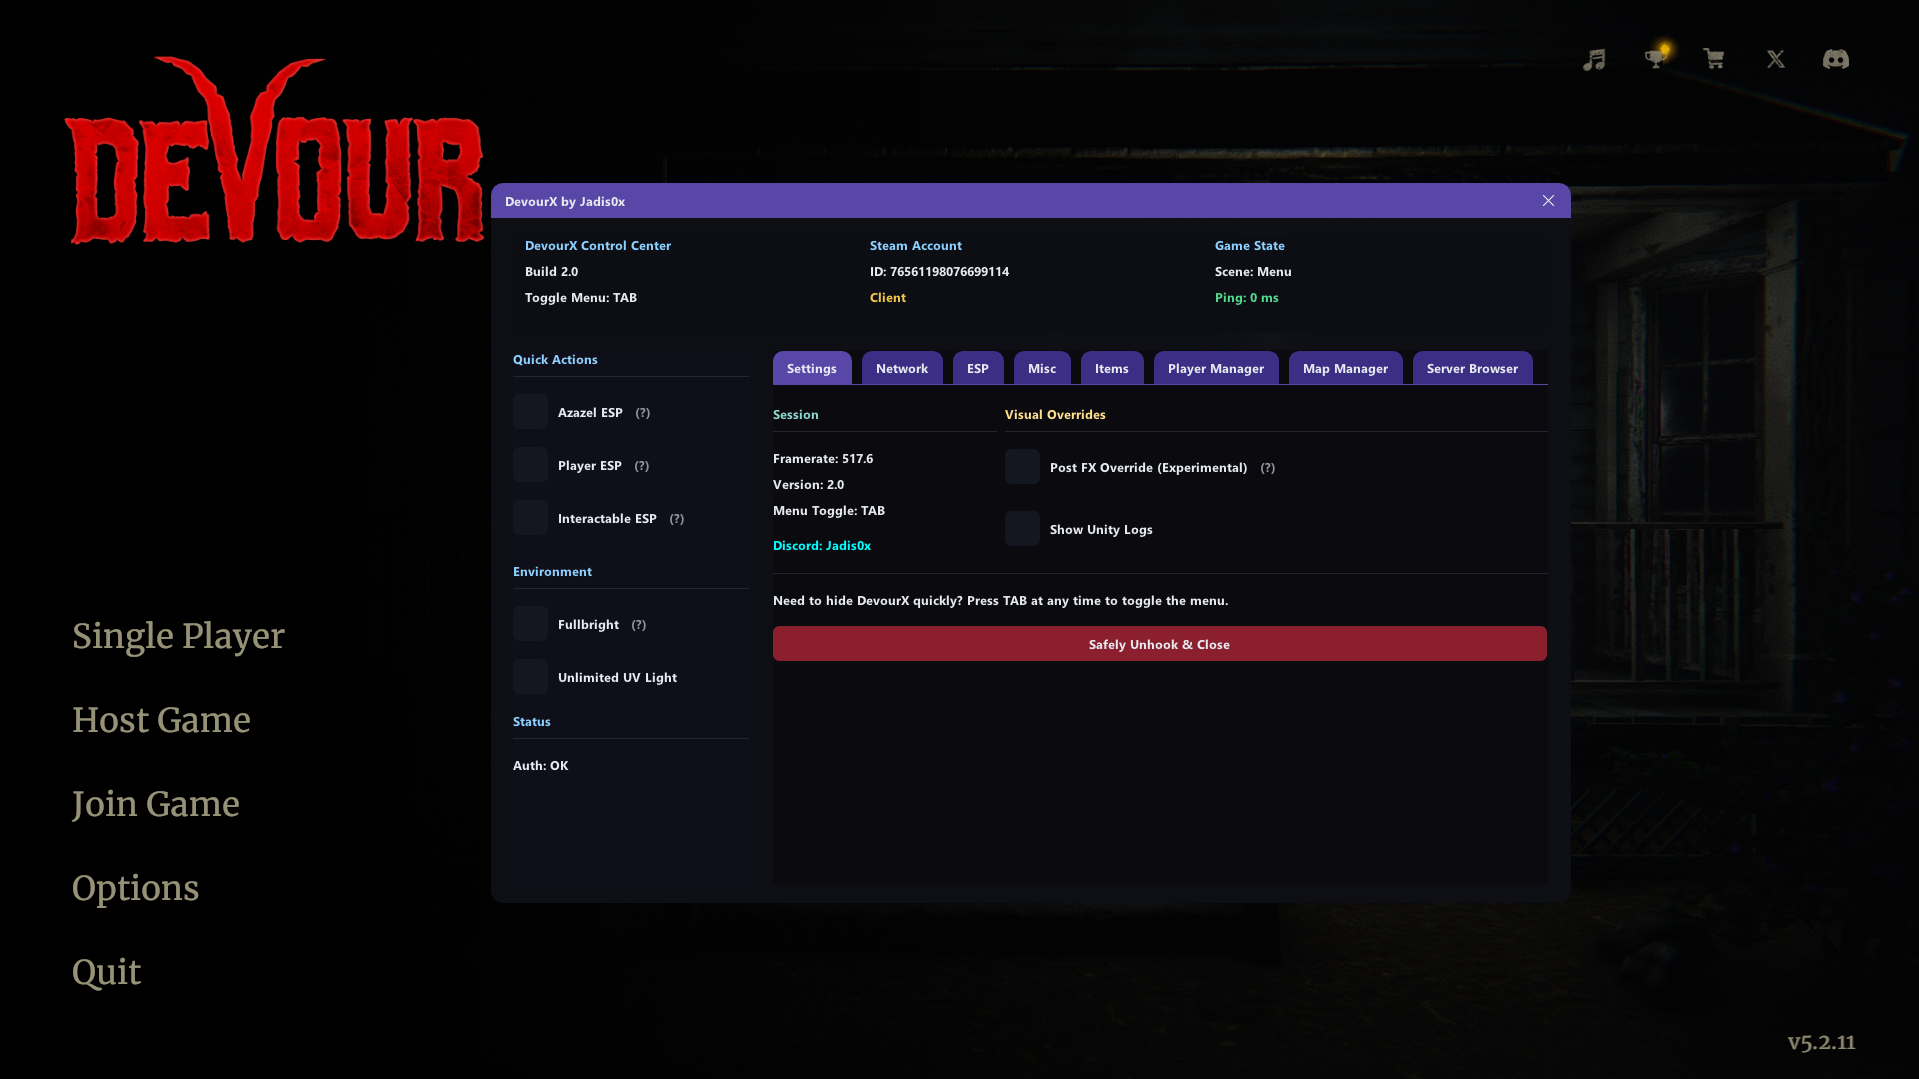 DEVOUR
DevourX by Jadis0x
DevourX Control Center
Build 2.0
Toggle Menu: TAB
Steam Account
ID: 76561198076699114
Client
Game State
Scene: Menu
Ping: 0 ms
Quick Actions
Azazel ESP (?)
Player ESP (?)
Interactable ESP (?)
Environment
Fullbright (?)
Unlimited UV Light
Status
Auth: OK
Settings Network ESP Misc Items Player Manager Map Manager Server Browser
Session
Framerate: 517.6
Version: 2.0
Menu Toggle: TAB
Discord: Jadis0x
Visual Overrides
Post FX Override (Experimental) (?)
Show Unity Logs
Need to hide DevourX quickly? Press TAB at any time to toggle the menu.
Safely Unhook & Close
Single Player
Host Game
Join Game
Options
Quit
v5.2.11